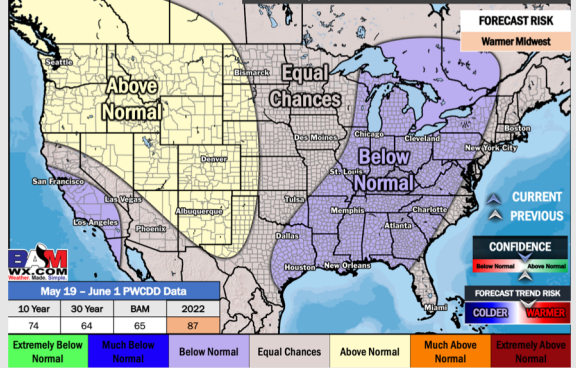 FORECAST RISK
Warmer Midwest
Seattle
Bismarck
Above
Normal
Equal
Chances
Des Moines
Chicago
Cleveland
Boston
New York City
Below
Normal
St. Louis
Denver
San Francisco
Las Vegas
Los Angeles
Phoenix
Albuquerque
Tulsa
Memphis
Charlotte
Atlanta
Dallas
Houston
New Orleans
Miami
CURRENT
PREVIOUS
CONFIDENCE
Below Normal
Above Normal
FORECAST TREND RISK
COLDER
WARMER
BAM
WX.COM
Weather. Made. Simple.
May 19 – June 1 PWCDD Data
10 Year 30 Year BAM 2022
74 64 65 87
Extremely Below
Normal
Much Below
Normal
Below Normal
Equal Chances
Above Normal
Much Above
Normal
Extremely Above
Normal